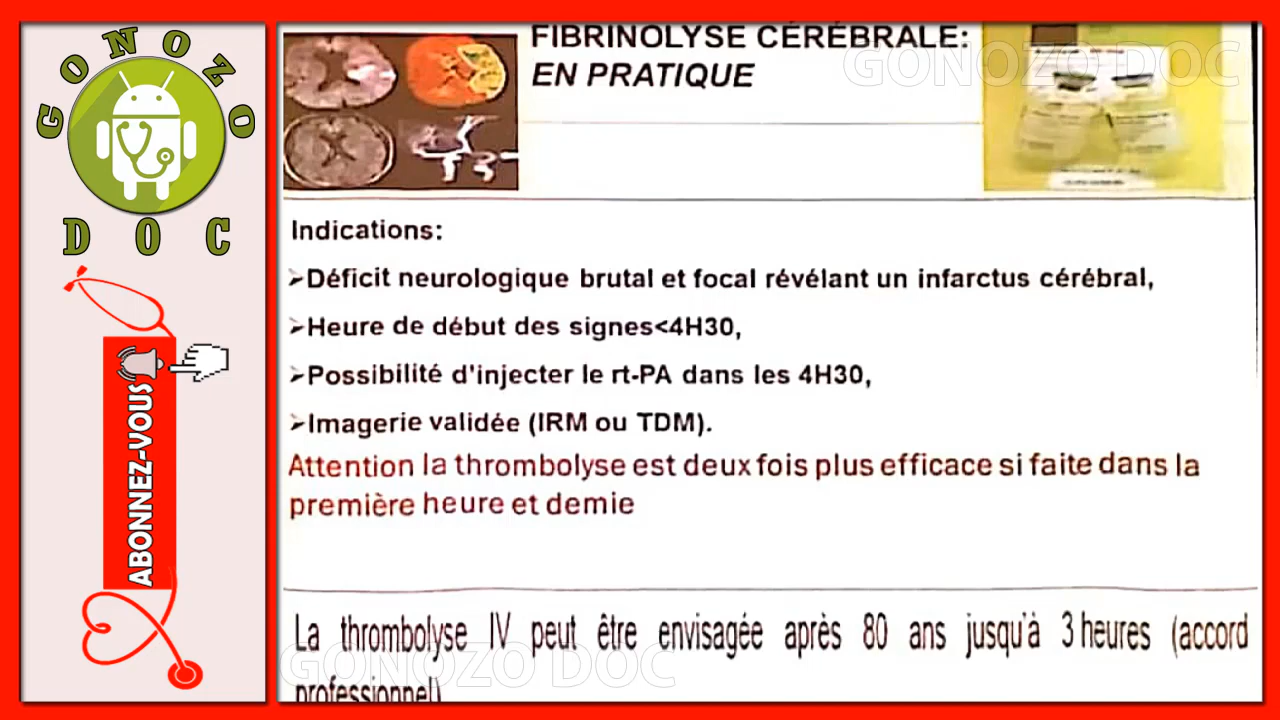 GONOZO
DOC
ABONNEZ-VOUS
FIBRINOLYSE CÉRÉBRALE:
EN PRATIQUE
GONOZO DOC
Indications:
➢Déficit neurologique brutal et focal révélant un infarctus cérébral,
➢Heure de début des signes<4H30,
➢Possibilité d'injecter le rt-PA dans les 4H30,
➢Imagerie validée (IRM ou TDM).
Attention la thrombolyse est deux fois plus efficace si faite dans la
première heure et demie
La thrombolyse IV peut être envisagée après 80 ans jusqu'à 3 heures (accord
professionnel)
GONOZO DOC